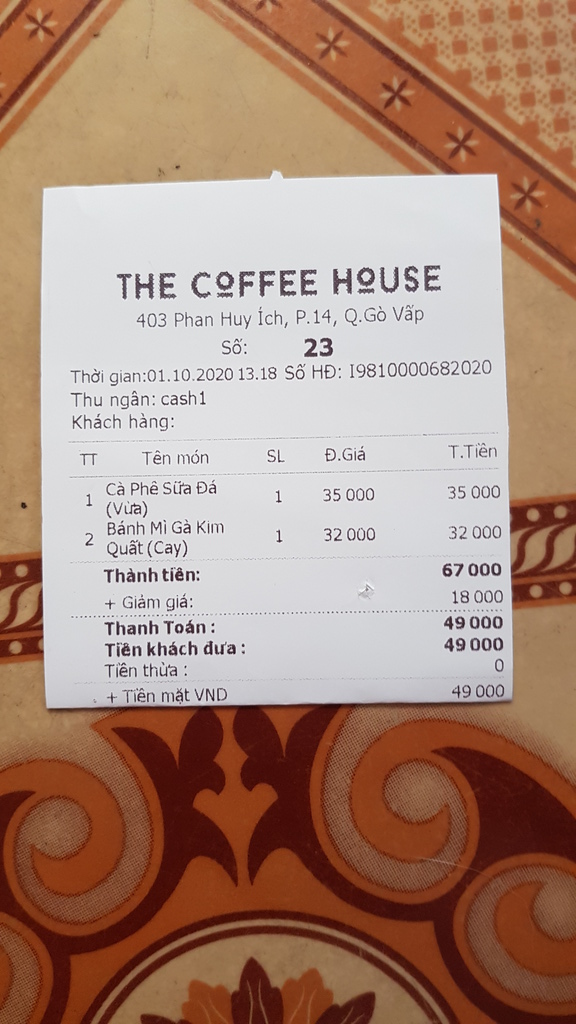 THE COFFEE HOUSE
403 Phan Huy Ích, P.14, Q.Gò Vấp
Số: 23
Thời gian:01.10.2020 13.18 Số HĐ: I9810000682020
Thu ngân: cash1
Khách hàng:
TT Tên món SL Đ.Giá T.Tiền
1 Cà Phê Sữa Đá 1 35 000 35 000
(Vừa)
2 Bánh Mì Gà Kim 1 32 000 32 000
Quất (Cay)
Thành tiền: 67 000
+ Giảm giá: 18 000
Thanh Toán : 49 000
Tiền khách đưa : 49 000
Tiền thừa : 0
+ Tiền mặt VND 49 000